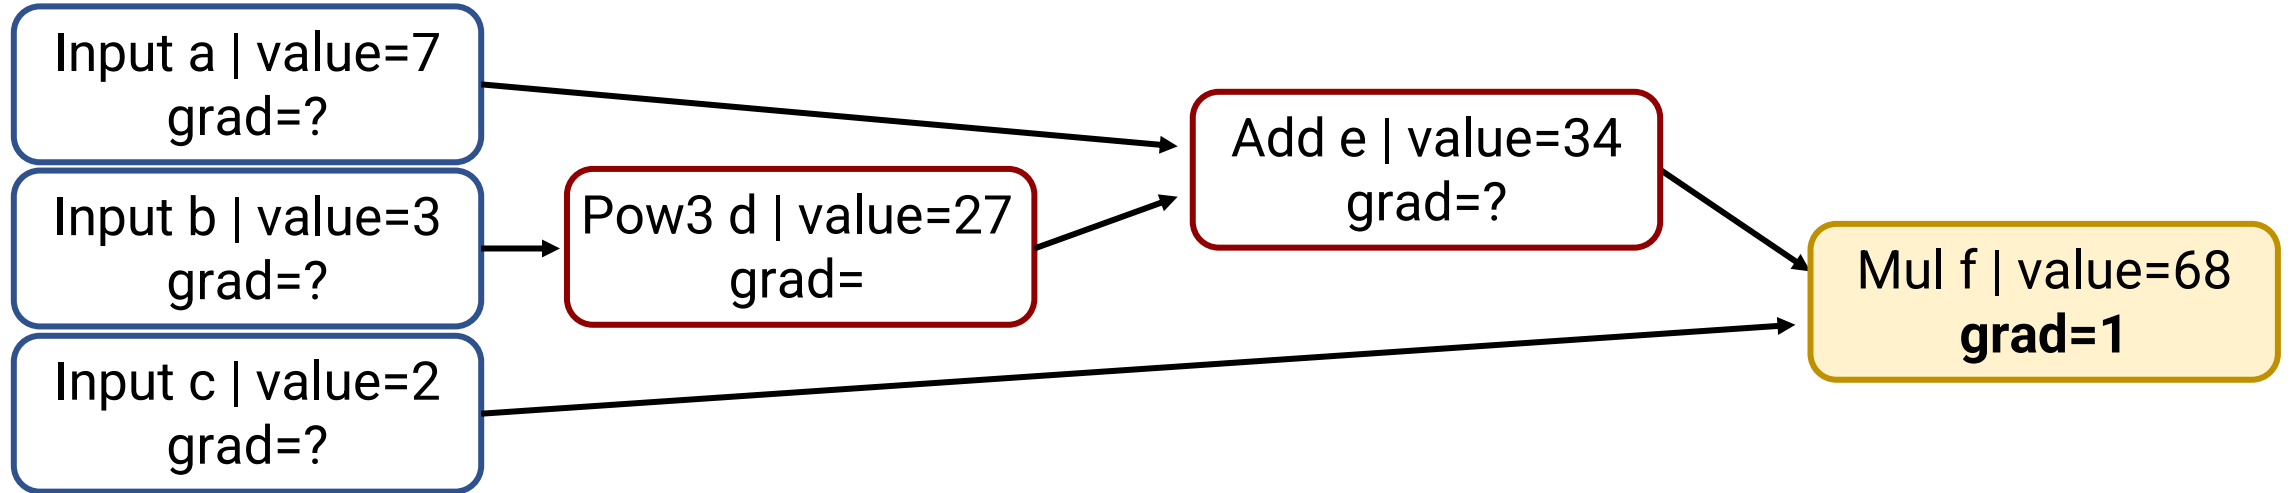 Input a | value=7
grad=?
Input b | value=3
grad=?
Input c | value=2
grad=?
Pow3 d | value=27
grad=
Add e | value=34
grad=?
Mul f | value=68
grad=1